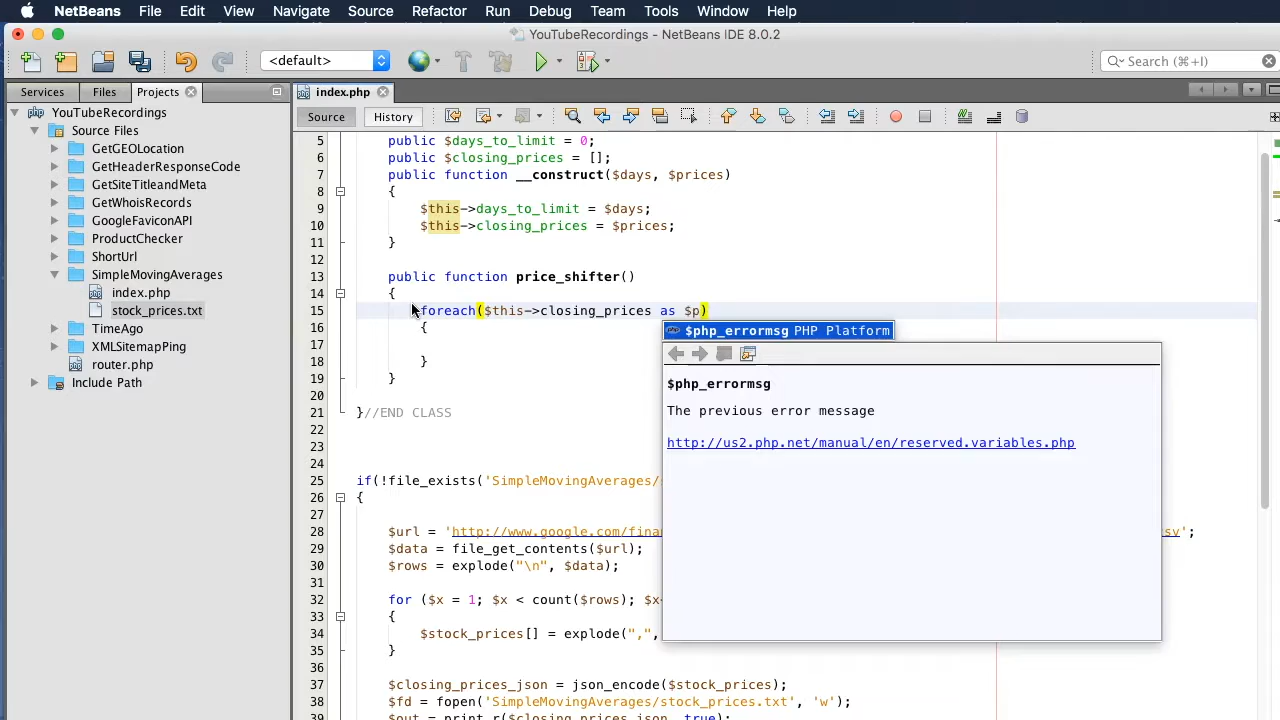 NetBeans File Edit View Navigate Source Refactor Run Debug Team Tools Window Help
YouTubeRecordings - NetBeans IDE 8.0.2
<default> Search (⌘+I)
Services Files Projects index.php
Source History
YouTubeRecordings
Source Files
GetGEOLocation
GetHeaderResponseCode
GetSiteTitleandMeta
GetWhoisRecords
GoogleFaviconAPI
ProductChecker
ShortUrl
SimpleMovingAverages
index.php
stock_prices.txt
TimeAgo
XMLSitemapPing
router.php
Include Path
5 public $days_to_limit = 0;
6 public $closing_prices = [];
7 public function __construct($days, $prices)
8 {
9 $this->days_to_limit = $days;
10 $this->closing_prices = $prices;
11 }
12
13 public function price_shifter()
14 {
15 foreach($this->closing_prices as $p)
16 {
17
18 }
19 }
20
21 }//END CLASS
22
23
24
25 if(!file_exists('SimpleMovingAverages/
26 {
27
28 $url = 'http://www.google.com/fina sv';
29 $data = file_get_contents($url);
30 $rows = explode("\n", $data);
31
32 for ($x = 1; $x < count($rows); $x
33 {
34 $stock_prices[] = explode(",",
35 }
36
37 $closing_prices_json = json_encode($stock_prices);
38 $fd = fopen('SimpleMovingAverages/stock_prices.txt', 'w');
39 $out = print_r($closing_prices_json, true);
$php_errormsg PHP Platform
$php_errormsg
The previous error message
http://us2.php.net/manual/en/reserved.variables.php